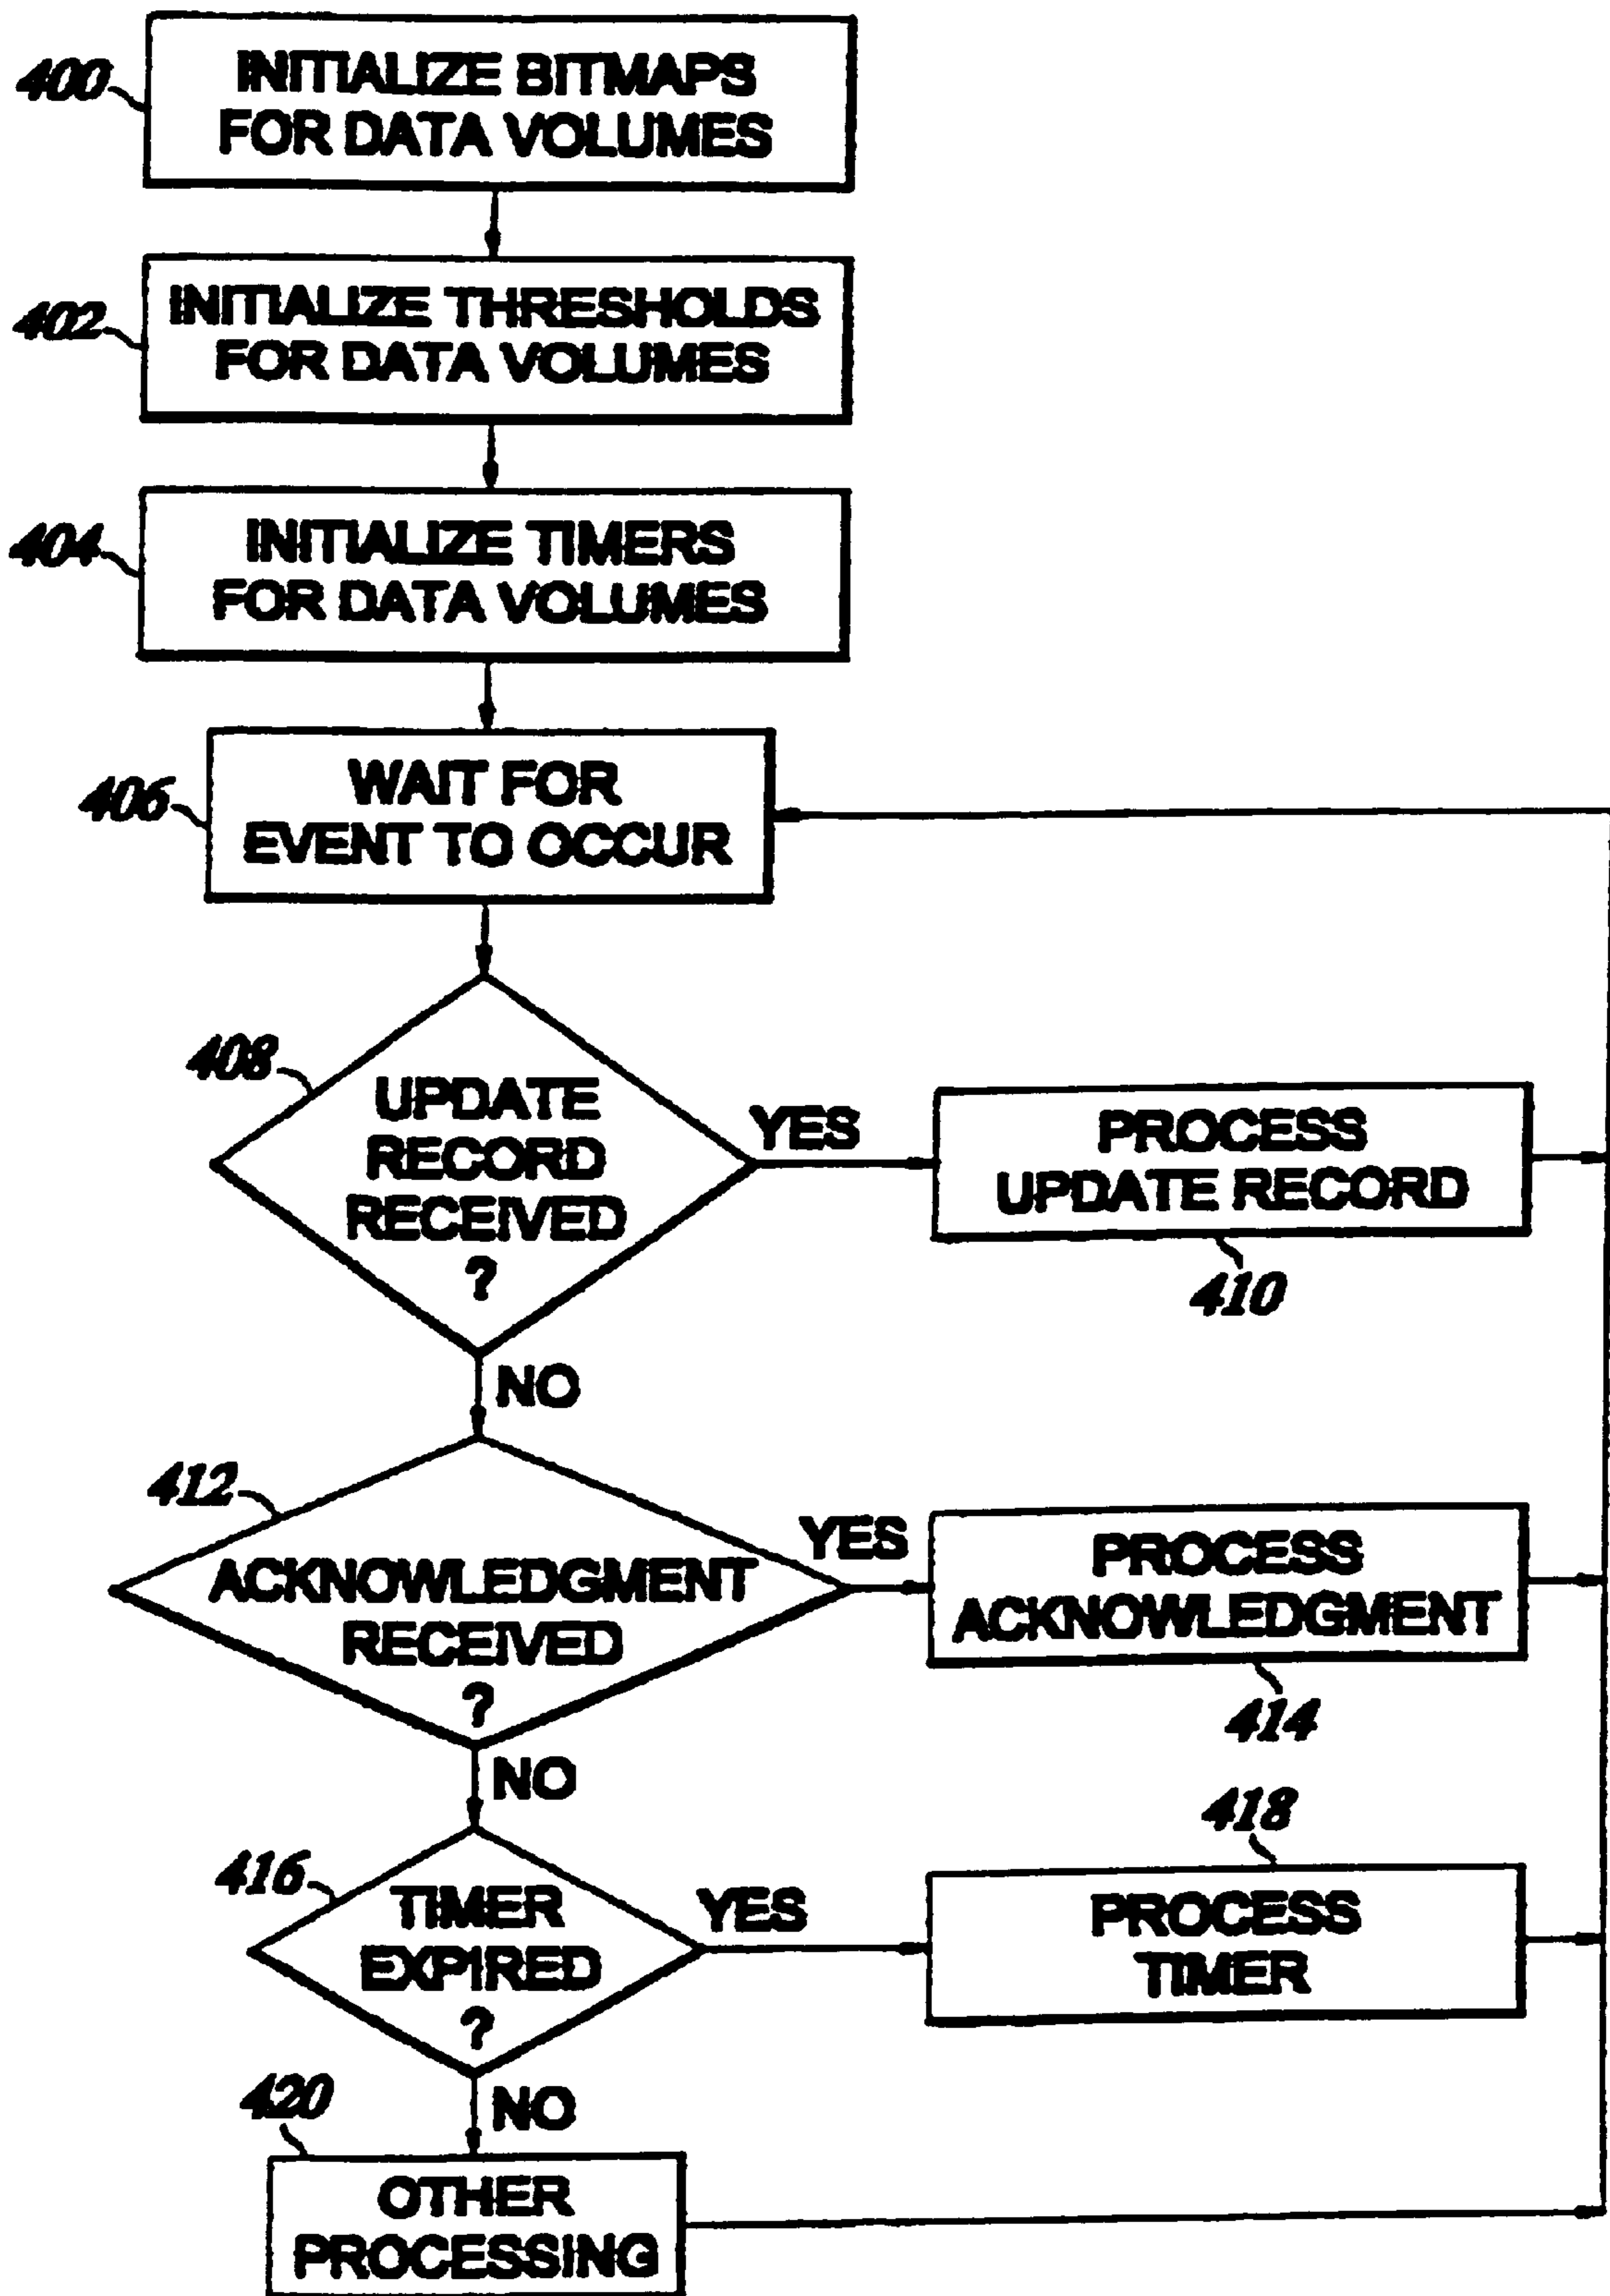 400
INITIALIZE BITMAPS
FOR DATA VOLUMES
402
INITIALIZE THRESHOLDS
FOR DATA VOLUMES
404
INITIALIZE TIMERS
FOR DATA VOLUMES
406
WAIT FOR
EVENT TO OCCUR
408
UPDATE
RECORD
RECEIVED
?
YES
PROCESS
UPDATE RECORD
410
NO
412
ACKNOWLEDGMENT
RECEIVED
?
YES
PROCESS
ACKNOWLEDGMENT
414
NO
416
TIMER
EXPIRED
?
YES
418
PROCESS
TIMER
NO
420
OTHER
PROCESSING